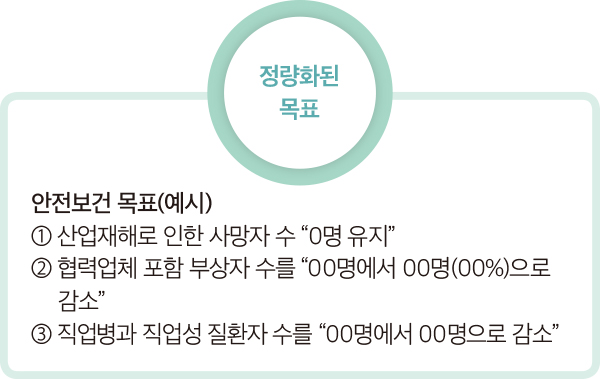 정량화된
목표
안전보건 목표(예시)
① 산업재해로 인한 사망자 수 “0명 유지”
② 협력업체 포함 부상자 수를 “00명에서 00명(00%)으로
감소”
③ 직업병과 직업성 질환자 수를 “00명에서 00명으로 감소”